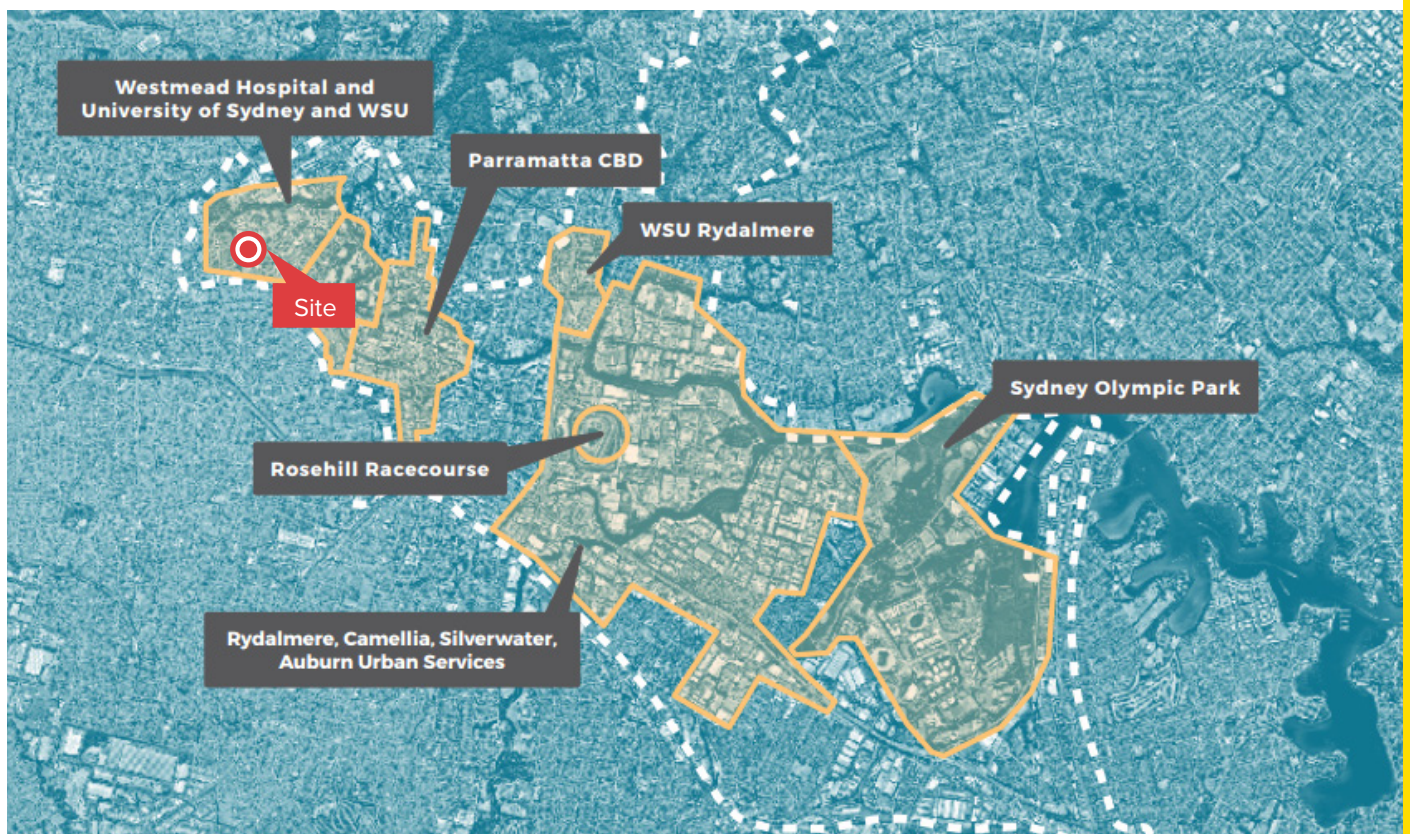 Westmead Hospital and
University of Sydney and WSU
Parramatta CBD
WSU Rydalmere
Site
Sydney Olympic Park
Rosehill Racecourse
Rydalmere, Camellia, Silverwater,
Auburn Urban Services